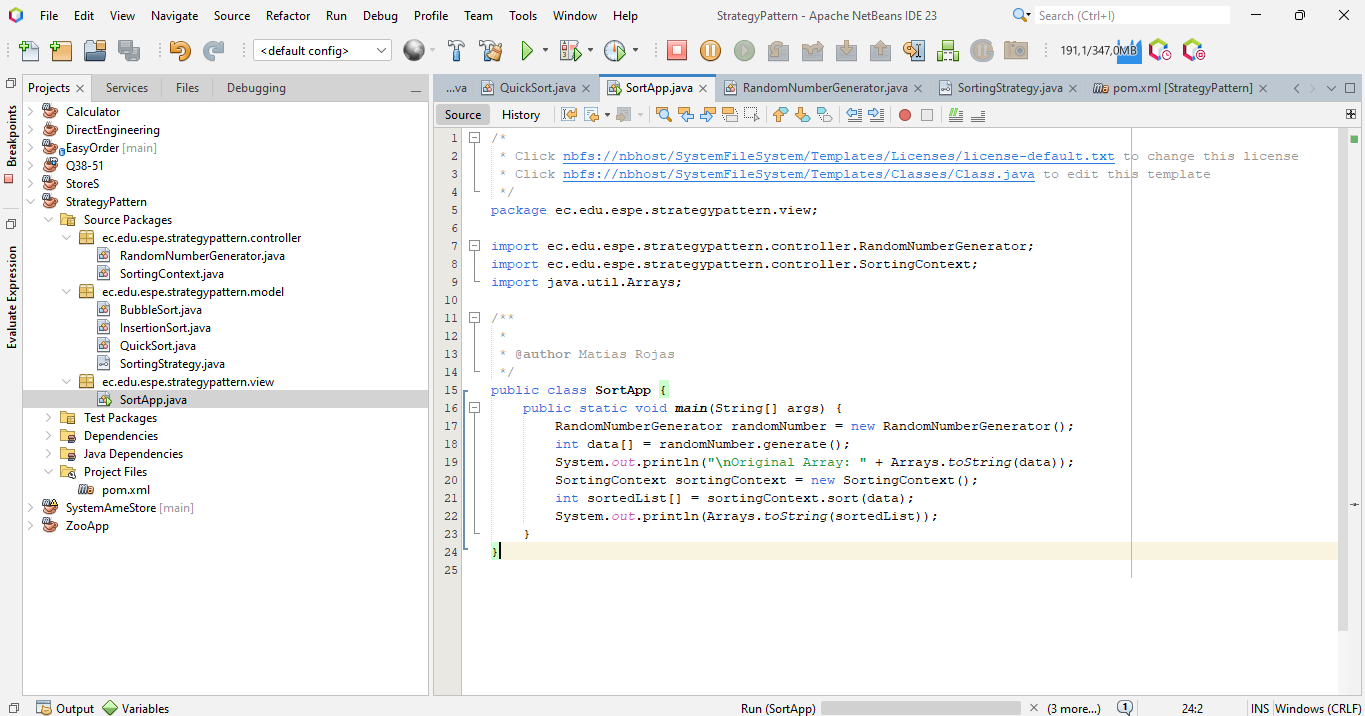 File Edit View Navigate Source Refactor Run Debug Profile Team Tools Window Help StrategyPattern - Apache NetBeans IDE 23 Search (Ctrl+I)
<default config> 191,1/347,0MB
Projects Services Files Debugging
...va QuickSort.java SortApp.java RandomNumberGenerator.java SortingStrategy.java pom.xml [StrategyPattern]
Source History
Breakpoints
Evaluate Expression
Calculator
DirectEngineering
EasyOrder [main]
Q38-51
StoreS
StrategyPattern
Source Packages
ec.edu.espe.strategypattern.controller
RandomNumberGenerator.java
SortingContext.java
ec.edu.espe.strategypattern.model
BubbleSort.java
InsertionSort.java
QuickSort.java
SortingStrategy.java
ec.edu.espe.strategypattern.view
SortApp.java
Test Packages
Dependencies
Java Dependencies
Project Files
pom.xml
SystemAmeStore [main]
ZooApp
1 /*
2 * Click nbfs://nbhost/SystemFileSystem/Templates/Licenses/license-default.txt to change this license
3 * Click nbfs://nbhost/SystemFileSystem/Templates/Classes/Class.java to edit this template
4 */
5 package ec.edu.espe.strategypattern.view;
6
7 import ec.edu.espe.strategypattern.controller.RandomNumberGenerator;
8 import ec.edu.espe.strategypattern.controller.SortingContext;
9 import java.util.Arrays;
10
11 /**
12 *
13 * @author Matias Rojas
14 */
15 public class SortApp {
16 public static void main(String[] args) {
17 RandomNumberGenerator randomNumber = new RandomNumberGenerator();
18 int data[] = randomNumber.generate();
19 System.out.println("\nOriginal Array: " + Arrays.toString(data));
20 SortingContext sortingContext = new SortingContext();
21 int sortedList[] = sortingContext.sort(data);
22 System.out.println(Arrays.toString(sortedList));
23 }
24 }
25
Output Variables Run (SortApp) (3 more...) 1 24:2 INS Windows (CRLF)